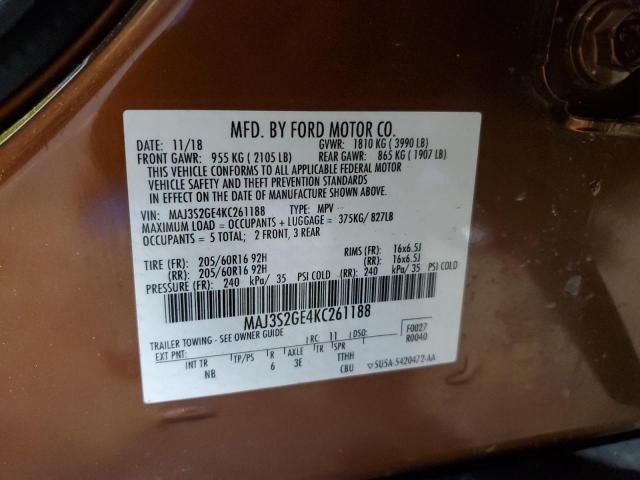 MFD. BY FORD MOTOR CO.
DATE: 11/18 GVWR: 1810 KG ( 3990 LB)
FRONT GAWR: 955 KG ( 2105 LB) REAR GAWR: 865 KG ( 1907 LB)
THIS VEHICLE CONFORMS TO ALL APPLICABLE FEDERAL MOTOR
VEHICLE SAFETY AND THEFT PREVENTION STANDARDS
IN EFFECT ON THE DATE OF MANUFACTURE SHOWN ABOVE.
VIN: MAJ3S2GE4KC261188 TYPE: MPV
MAXIMUM LOAD = OCCUPANTS + LUGGAGE = 375KG/ 827LB
OCCUPANTS = 5 TOTAL; 2 FRONT, 3 REAR
TIRE (FR): 205/60R16 92H RIMS (FR): 16x6.5J
(RR): 205/60R16 92H (RR): 16x6.5J
PRESSURE (FR): 240 kPa/ 35 PSI COLD (RR): 240 kPa/ 35 PSI COLD
MAJ3S2GE4KC261188
TRAILER TOWING - SEE OWNER GUIDE RC: 11 DSO: F0027
EXT PNT: R0040
INT TR TP/PS R AXLE TR SPR
NB 6 3E TTHH
CBU SU5A-5420472-AA